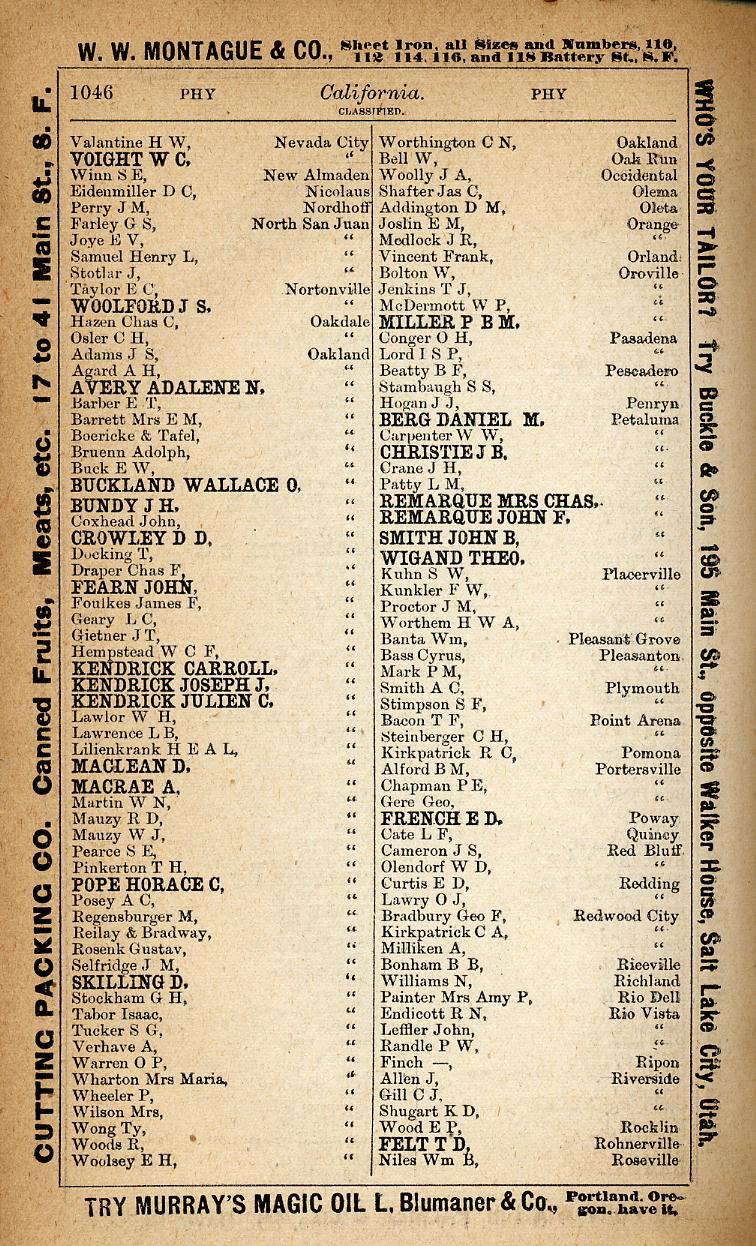 W. W. MONTAGUE & CO., Sheet Iron, all Sizes and Numbers, 110,
112 114, 116, and 118 Battery St., S. F.
1046 PHY California. PHY
CLASSIFIED.
Valantine H W, Nevada City
VOIGHT W C, “
Winn S E, New Almaden
Eidenmiller D C, Nicolaus
Perry J M, Nordhoff
Farley G S, North San Juan
Joye E V, “
Samuel Henry L, “
Stotlar J, “
Taylor E C, Nortonville
WOOLFORD J S. “
Hazen Chas C, Oakdale
Osler C H, “
Adams J S, Oakland
Agard A H, “
AVERY ADALENE N. “
Barber E T, “
Barrett Mrs E M, “
Boericke & Tafel, “
Bruenn Adolph, “
Buck E W, “
BUCKLAND WALLACE O. “
BUNDY J H. “
Coxhead John, “
CROWLEY D D. “
Docking T, “
Draper Chas F, “
FEARN JOHN, “
Foulkes James F, “
Geary L C, “
Gietner J T, “
Hempstead W C F, “
KENDRICK CARROLL. “
KENDRICK JOSEPH J. “
KENDRICK JULIEN C. “
Lawlor W H, “
Lawrence L B, “
Lilienkrank H E A L, “
MACLEAN D. “
MACRAE A. “
Martin W N, “
Mauzy R D, “
Mauzy W J, “
Pearce S E, “
Pinkerton T H, “
POPE HORACE C, “
Posey A C, “
Regensburger M, “
Reilay & Bradway, “
Rosenk Gustav, “
Selfridge J M, “
SKILLING D. “
Stockham G H, “
Tabor Isaac, “
Tucker S G, “
Verhave A, “
Warren O P, “
Wharton Mrs Maria, “
Wheeler P, “
Wilson Mrs, “
Wong Ty, “
Woods R, “
Woolsey E H, “
Worthington C N, Oakland
Bell W, Oak Run
Woolly J A, Occidental
Shafter Jas C, Olema
Addington D M, Oleta
Joslin E M, Orange
Medlock J R, “
Vincent Frank, Orland
Bolton W, Oroville
Jenkins T J, “
McDermott W P, “
MILLER P B M. “
Conger O H, Pasadena
Lord I S P, “
Beatty B F, Pescadero
Stambaugh S S, “
Hogan J J, Penryn
BERG DANIEL M. Petaluma
Carpenter W W, “
CHRISTIE J B, “
Crane J H, “
Patty L M, “
REMARQUE MRS CHAS. “
REMARQUE JOHN F. “
SMITH JOHN B, “
WIGAND THEO. “
Kuhn S W, Placerville
Kunkler F W, “
Proctor J M, “
Worthem H W A, “
Banta Wm, Pleasant Grove
Bass Cyrus, Pleasanton
Mark P M, “
Smith A C, Plymouth
Stimpson S F, “
Bacon T F, Point Arena
Steinberger C H, “
Kirkpatrick R C, Pomona
Alford B M, Portersville
Chapman P E, “
Gere Geo, “
FRENCH E D. Poway
Cate L F, Quincy
Cameron J S, Red Bluff
Olendorf W D, “
Curtis E D, Redding
Lawry O J, “
Bradbury Geo F, Redwood City
Kirkpatrick C A, “
Milliken A, “
Bonham B B, Riceville
Williams N, Richland
Painter Mrs Amy P, Rio Dell
Endicott R N, Rio Vista
Leffler John, “
Randle P W, “
Finch —, Ripon
Allen J, Riverside
Gill C J, “
Shugart K D, “
Wood E P, Rocklin
FELT T D, Rohnerville
Niles Wm B, Roseville
TRY MURRAY'S MAGIC OIL L. Blumaner & Co., Portland. Ore-
gon. have it.
CUTTING PACKING CO. Canned Fruits, Meats, etc. 17 to 41 Main St., S. F.
WHO'S YOUR TAILOR? Try Buckle & Son, 195 Main St., opposite Walker House, Salt Lake City, Utah.